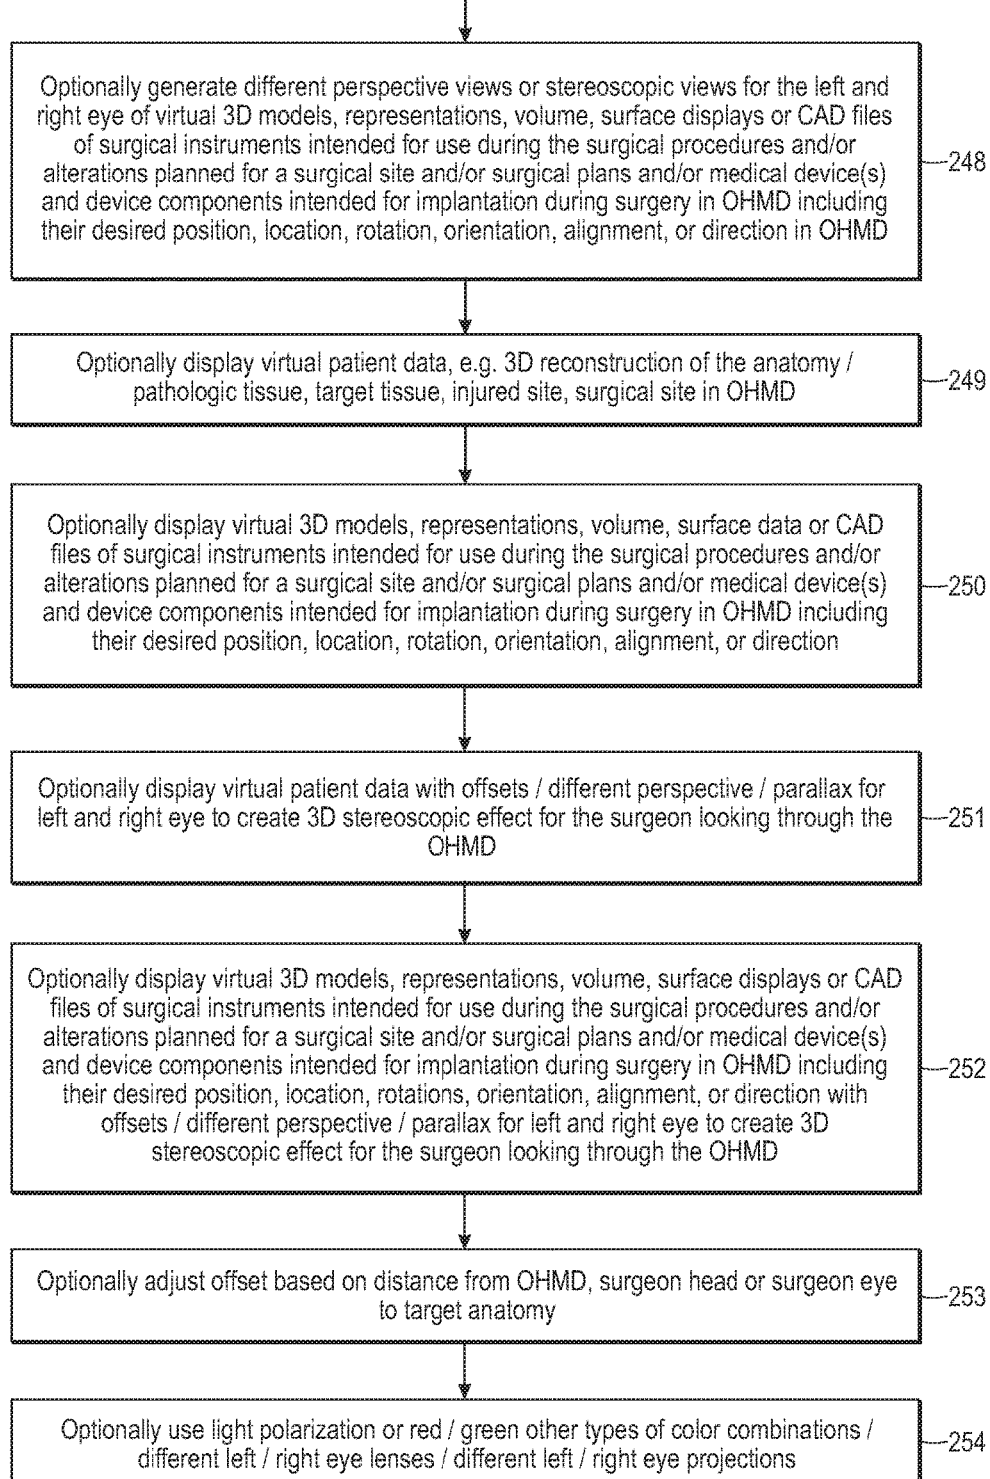 Optionally generate different perspective views or stereoscopic views for the left and
right eye of virtual 3D models, representations, volume, surface displays or CAD files
of surgical instruments intended for use during the surgical procedures and/or
alterations planned for a surgical site and/or surgical plans and/or medical device(s)
and device components intended for implantation during surgery in OHMD including
their desired position, location, rotation, orientation, alignment, or direction in OHMD
248
Optionally display virtual patient data, e.g. 3D reconstruction of the anatomy /
pathologic tissue, target tissue, injured site, surgical site in OHMD
249
Optionally display virtual 3D models, representations, volume, surface data or CAD
files of surgical instruments intended for use during the surgical procedures and/or
alterations planned for a surgical site and/or surgical plans and/or medical device(s)
and device components intended for implantation during surgery in OHMD including
their desired position, location, rotation, orientation, alignment, or direction
250
Optionally display virtual patient data with offsets / different perspective / parallax for
left and right eye to create 3D stereoscopic effect for the surgeon looking through the
OHMD
251
Optionally display virtual 3D models, representations, volume, surface displays or CAD
files of surgical instruments intended for use during the surgical procedures and/or
alterations planned for a surgical site and/or surgical plans and/or medical device(s)
and device components intended for implantation during surgery in OHMD including
their desired position, location, rotations, orientation, alignment, or direction with
offsets / different perspective / parallax for left and right eye to create 3D
stereoscopic effect for the surgeon looking through the OHMD
252
Optionally adjust offset based on distance from OHMD, surgeon head or surgeon eye
to target anatomy
253
Optionally use light polarization or red / green other types of color combinations /
different left / right eye lenses / different left / right eye projections
254